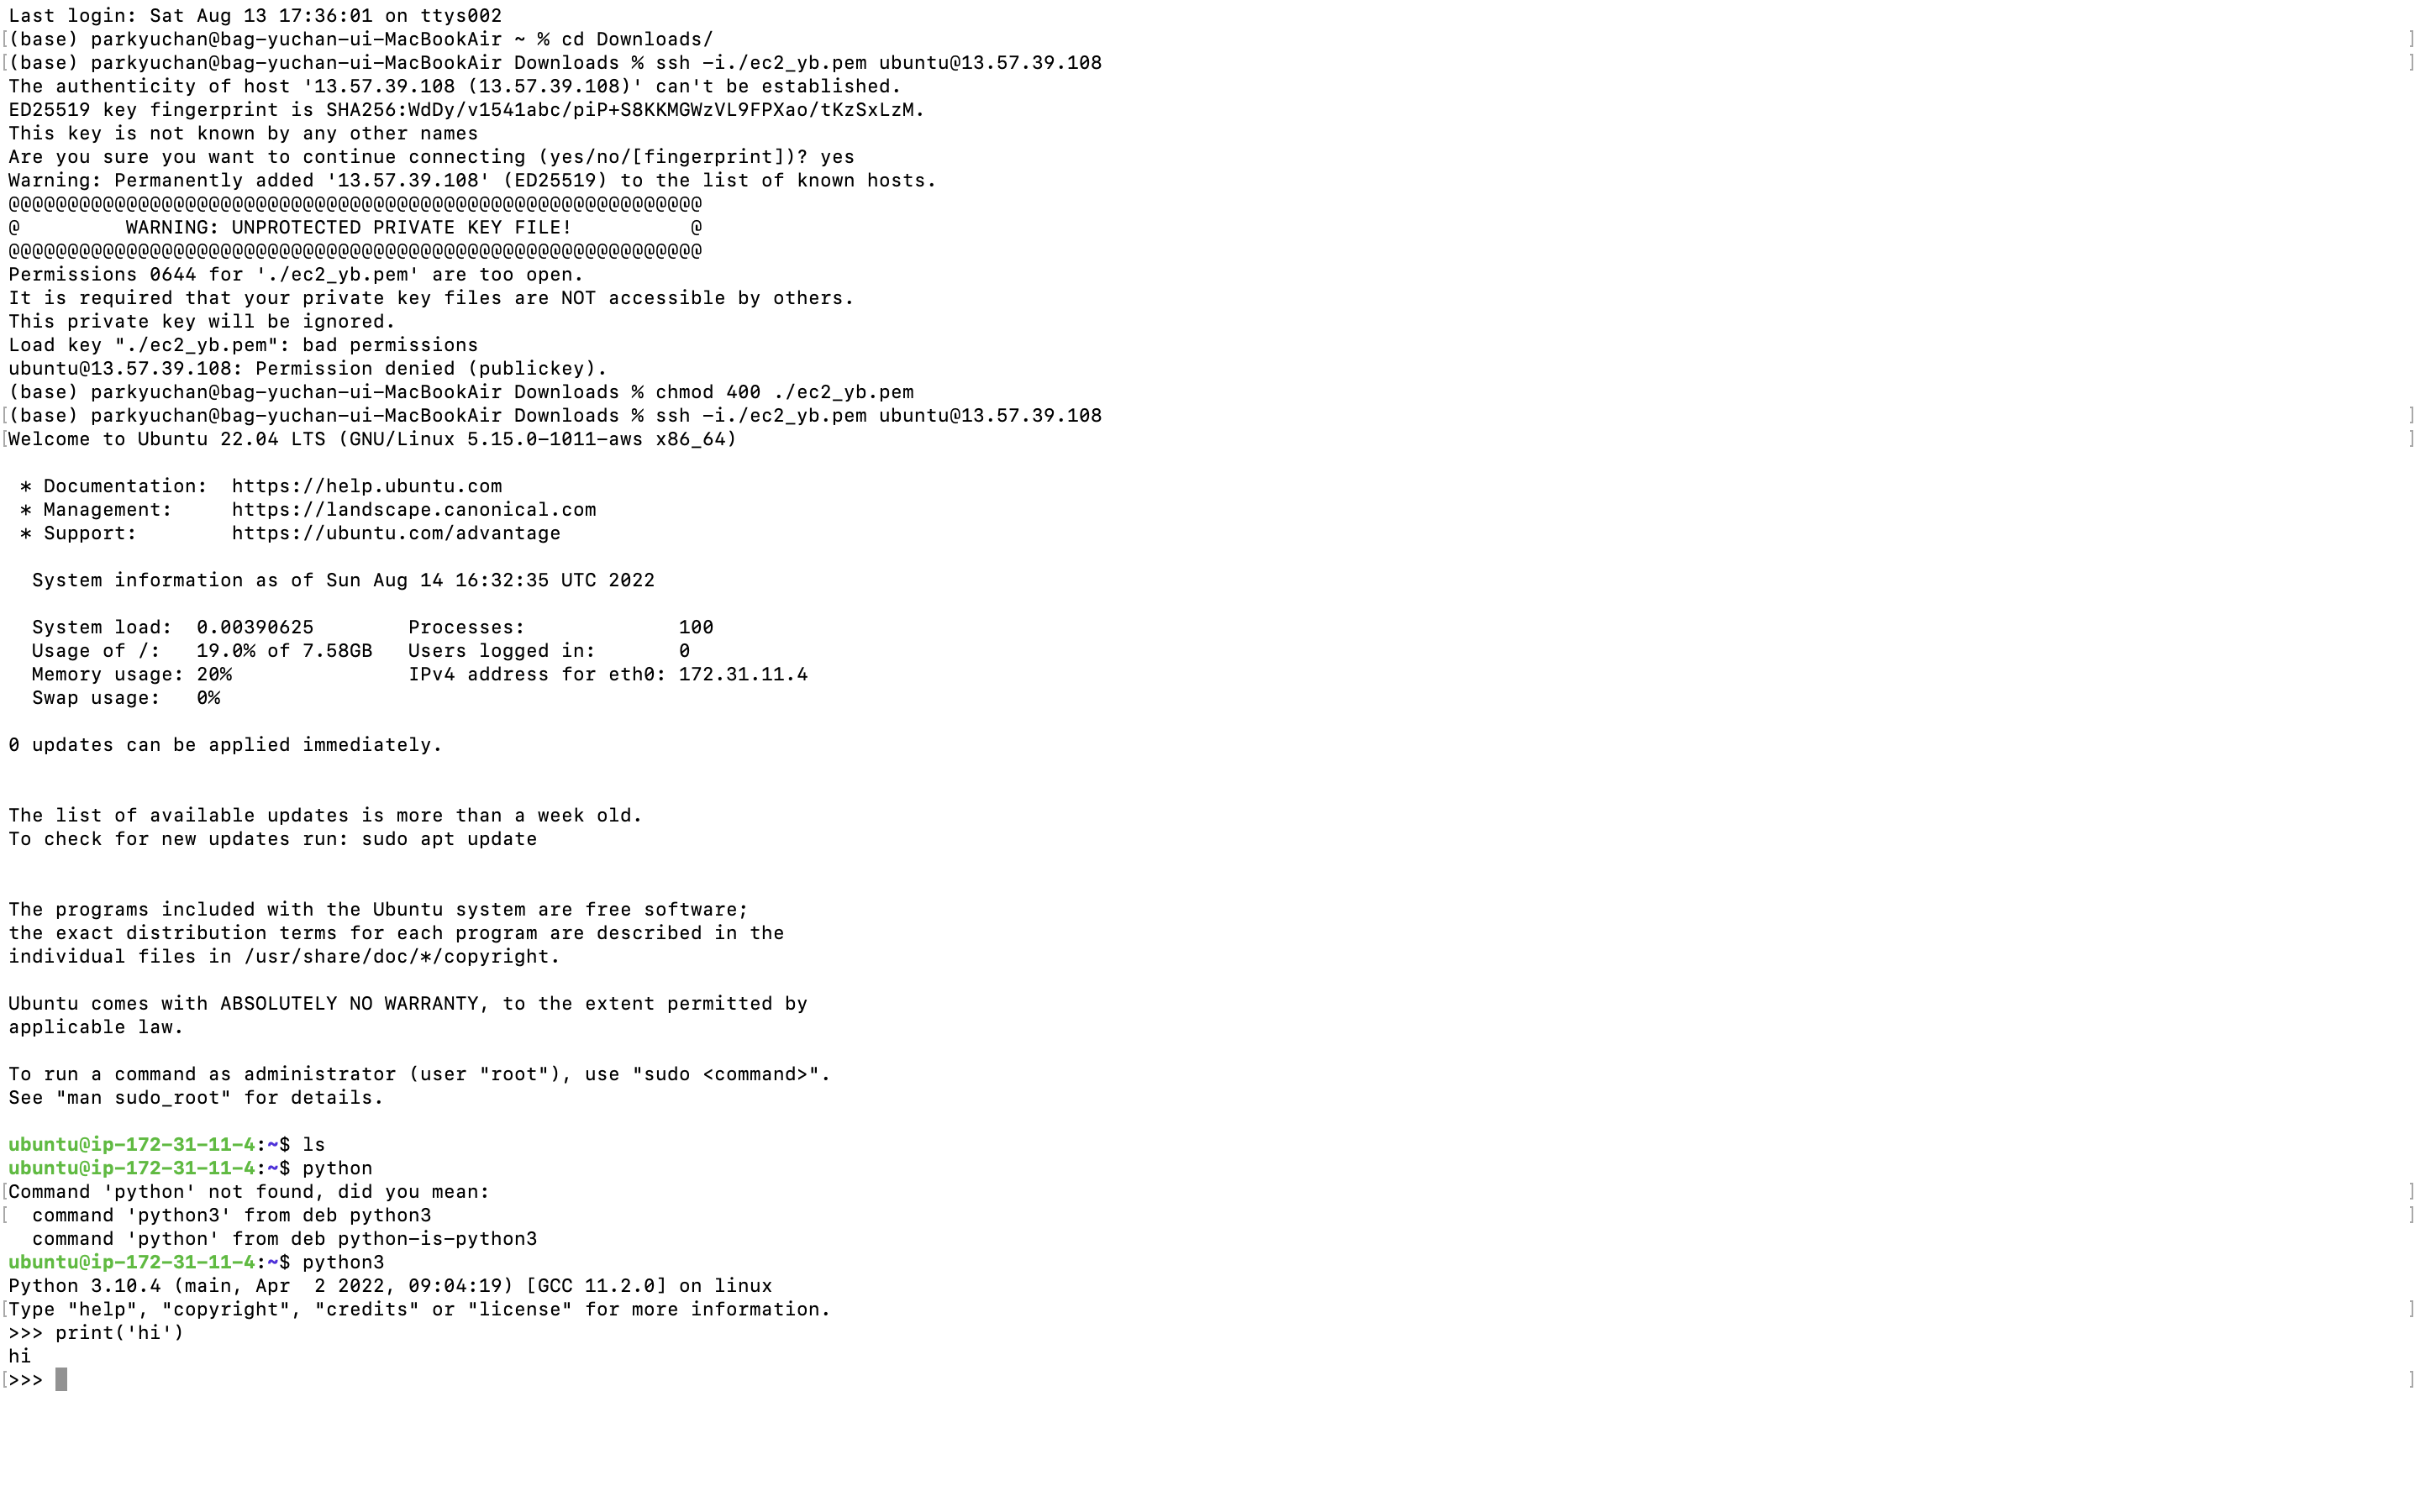 Last login: Sat Aug 13 17:36:01 on ttys002
[(base) parkyuchan@bag-yuchan-ui-MacBookAir ~ % cd Downloads/ ]
[(base) parkyuchan@bag-yuchan-ui-MacBookAir Downloads % ssh -i./ec2_yb.pem ubuntu@13.57.39.108 ]
The authenticity of host '13.57.39.108 (13.57.39.108)' can't be established.
ED25519 key fingerprint is SHA256:WdDy/v1541abc/piP+S8KKMGWzVL9FPXao/tKzSxLzM.
This key is not known by any other names
Are you sure you want to continue connecting (yes/no/[fingerprint])? yes
Warning: Permanently added '13.57.39.108' (ED25519) to the list of known hosts.
@@@@@@@@@@@@@@@@@@@@@@@@@@@@@@@@@@@@@@@@@@@@@@@@@@@@@@@@@@@
@         WARNING: UNPROTECTED PRIVATE KEY FILE!          @
@@@@@@@@@@@@@@@@@@@@@@@@@@@@@@@@@@@@@@@@@@@@@@@@@@@@@@@@@@@
Permissions 0644 for './ec2_yb.pem' are too open.
It is required that your private key files are NOT accessible by others.
This private key will be ignored.
Load key "./ec2_yb.pem": bad permissions
ubuntu@13.57.39.108: Permission denied (publickey).
(base) parkyuchan@bag-yuchan-ui-MacBookAir Downloads % chmod 400 ./ec2_yb.pem
[(base) parkyuchan@bag-yuchan-ui-MacBookAir Downloads % ssh -i./ec2_yb.pem ubuntu@13.57.39.108 ]
[Welcome to Ubuntu 22.04 LTS (GNU/Linux 5.15.0-1011-aws x86_64) ]
* Documentation:  https://help.ubuntu.com
* Management:     https://landscape.canonical.com
* Support:        https://ubuntu.com/advantage
System information as of Sun Aug 14 16:32:35 UTC 2022
System load:  0.00390625        Processes:             100
Usage of /:   19.0% of 7.58GB   Users logged in:       0
Memory usage: 20%               IPv4 address for eth0: 172.31.11.4
Swap usage:   0%
0 updates can be applied immediately.
The list of available updates is more than a week old.
To check for new updates run: sudo apt update
The programs included with the Ubuntu system are free software;
the exact distribution terms for each program are described in the
individual files in /usr/share/doc/*/copyright.
Ubuntu comes with ABSOLUTELY NO WARRANTY, to the extent permitted by
applicable law.
To run a command as administrator (user "root"), use "sudo <command>".
See "man sudo_root" for details.
ubuntu@ip-172-31-11-4:~$ ls
ubuntu@ip-172-31-11-4:~$ python
[Command 'python' not found, did you mean: ]
[  command 'python3' from deb python3 ]
command 'python' from deb python-is-python3
ubuntu@ip-172-31-11-4:~$ python3
Python 3.10.4 (main, Apr  2 2022, 09:04:19) [GCC 11.2.0] on linux
[Type "help", "copyright", "credits" or "license" for more information. ]
>>> print('hi')
hi
[>>> ]